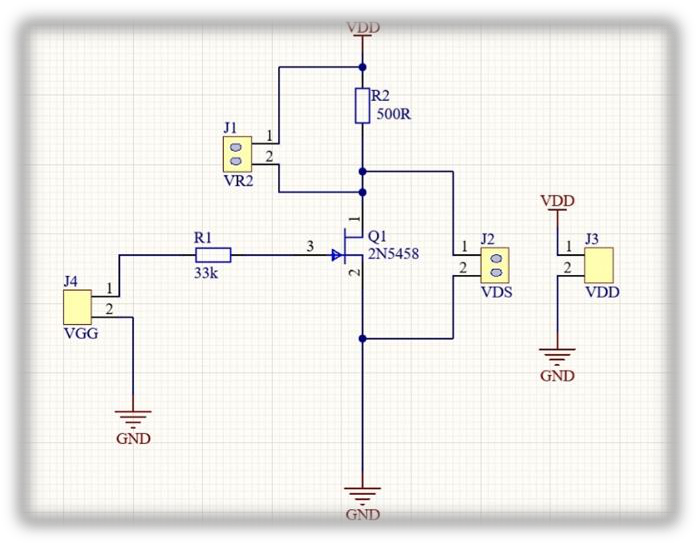 VDD
R2
500R
J1
1
2
VR2
1
Q1
2N5458
3
2
R1
33k
J4
1
2
VGG
GND
1
2
J2
VDS
VDD
1
2
J3
VDD
GND
GND